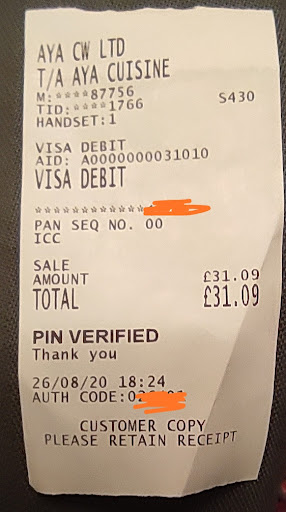 AYA CW LTD
T/A AYA CUISINE
M:****87756 S430
TID:****1766
HANDSET:1
VISA DEBIT
AID: A0000000031010
VISA DEBIT
************
PAN SEQ NO. 00
ICC
SALE
AMOUNT £31.09
TOTAL £31.09
PIN VERIFIED
Thank you
26/08/20 18:24
AUTH CODE:
CUSTOMER COPY
PLEASE RETAIN RECEIPT